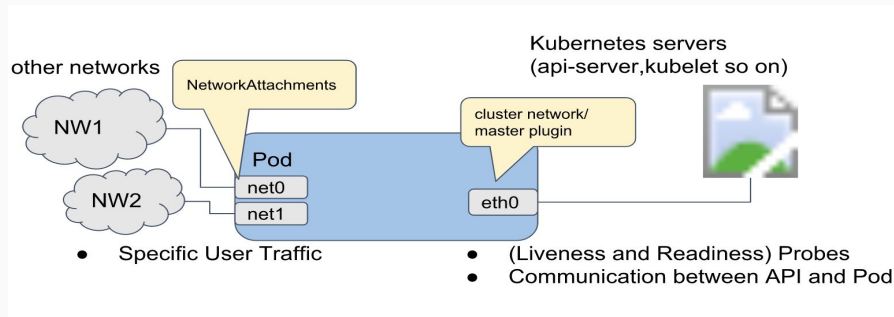 Kubernetes servers
(api-server,kubelet so on)
other networks
NetworkAttachments
NW1
cluster network/
master plugin
Pod
net0
NW2
net1
eth0
● Specific User Traffic
● (Liveness and Readiness) Probes
● Communication between API and Pod